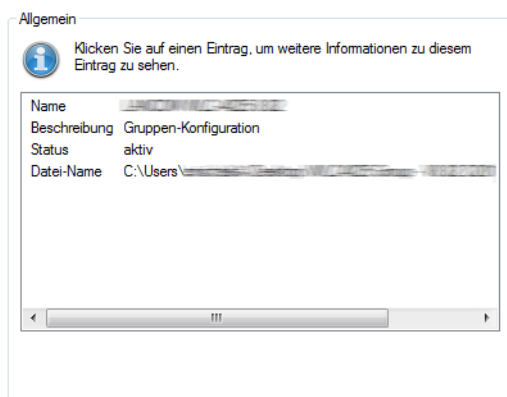 Allgemein
Klicken Sie auf einen Eintrag, um weitere Informationen zu diesem
Eintrag zu sehen.
Name
Beschreibung Gruppen-Konfiguration
Status aktiv
Datei-Name C:\Users\